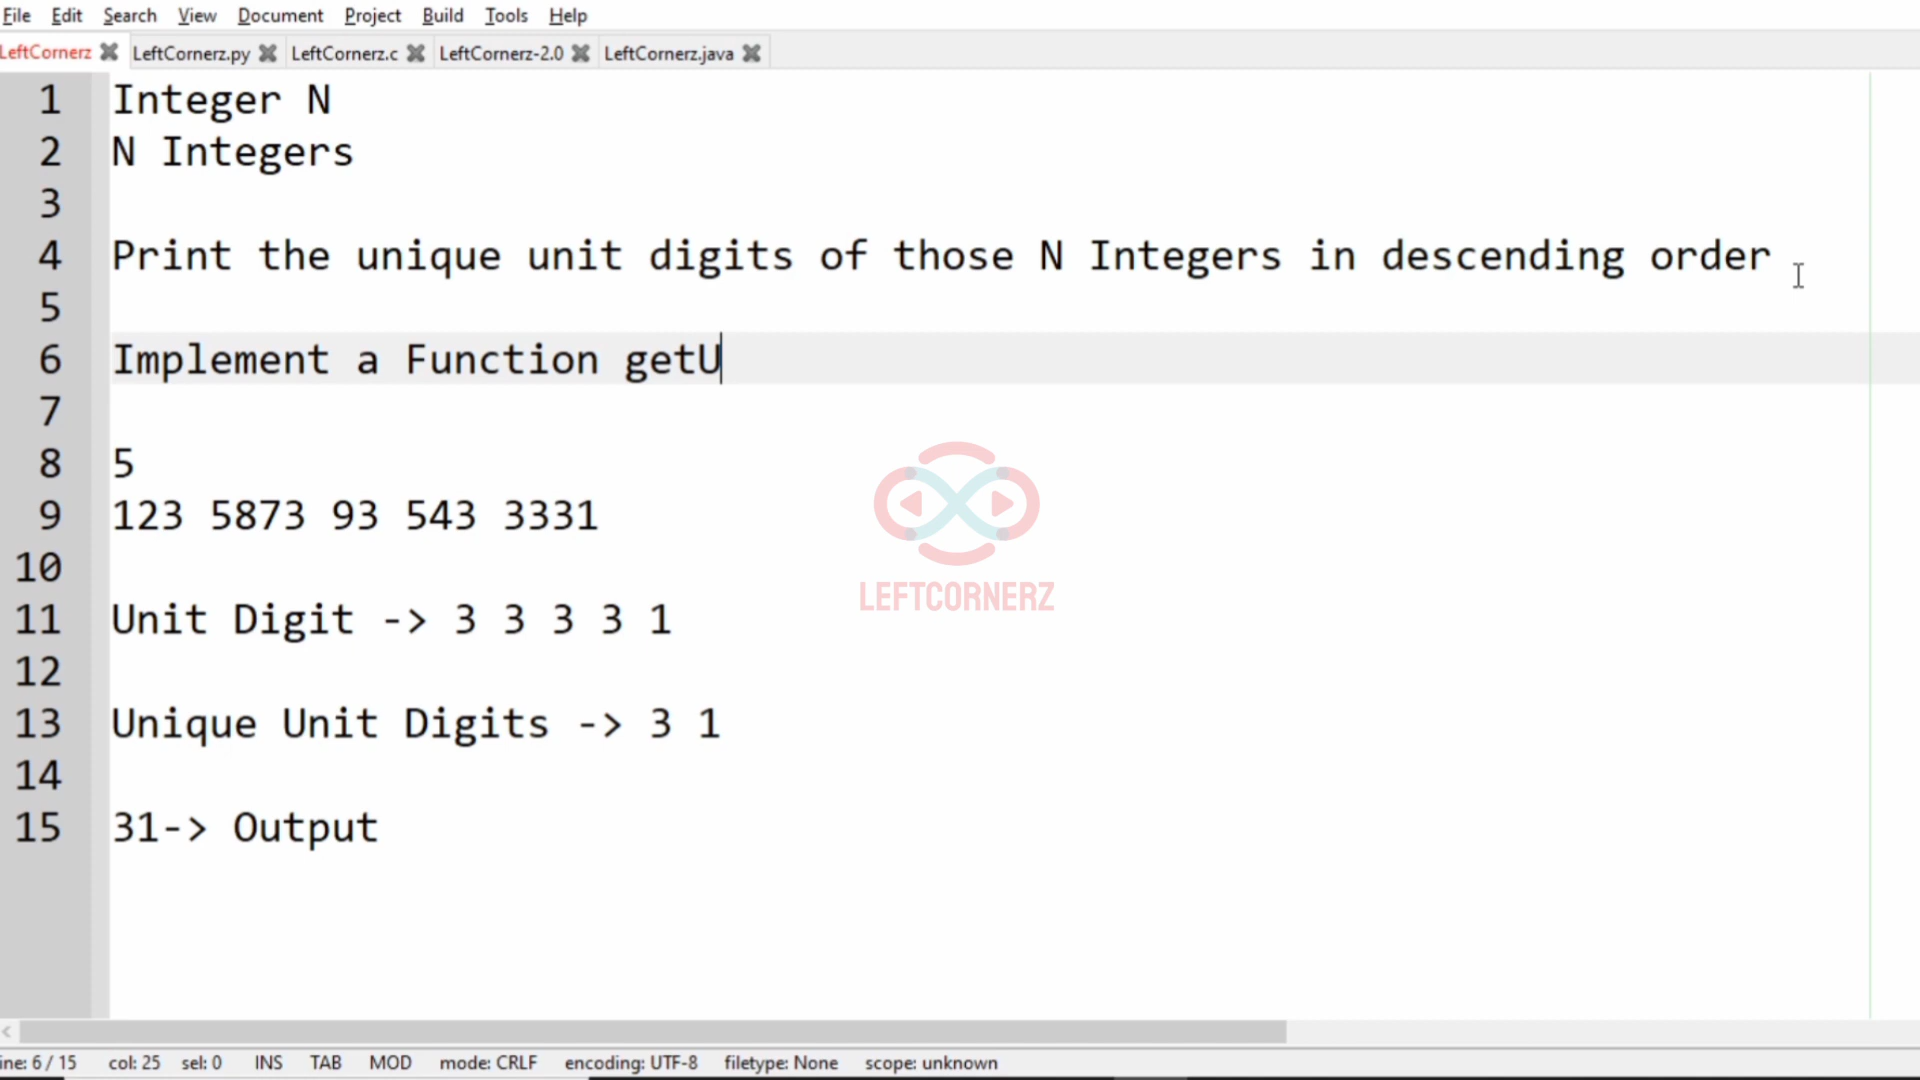 File Edit Search View Document Project Build Tools Help
LeftCornerz LeftCornerz.py LeftCornerz.c LeftCornerz-2.0 LeftCornerz.java
1 Integer N
2 N Integers
3
4 Print the unique unit digits of those N Integers in descending order
5
6 Implement a Function getU
7
8 5
9 123 5873 93 543 3331
10
11 Unit Digit -> 3 3 3 3 1
12
13 Unique Unit Digits -> 3 1
14
15 31-> Output
LEFTCORNERZ
ine: 6 / 15 col: 25 sel: 0 INS TAB MOD mode: CRLF encoding: UTF-8 filetype: None scope: unknown